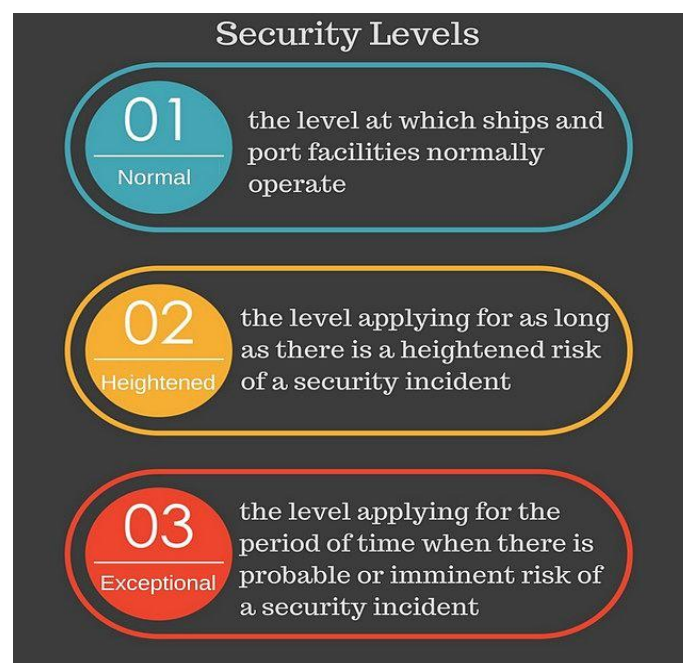 Security Levels
01
Normal
the level at which ships and
port facilities normally
operate
02
Heightened
the level applying for as long
as there is a heightened risk
of a security incident
03
Exceptional
the level applying for the
period of time when there is
probable or imminent risk of
a security incident